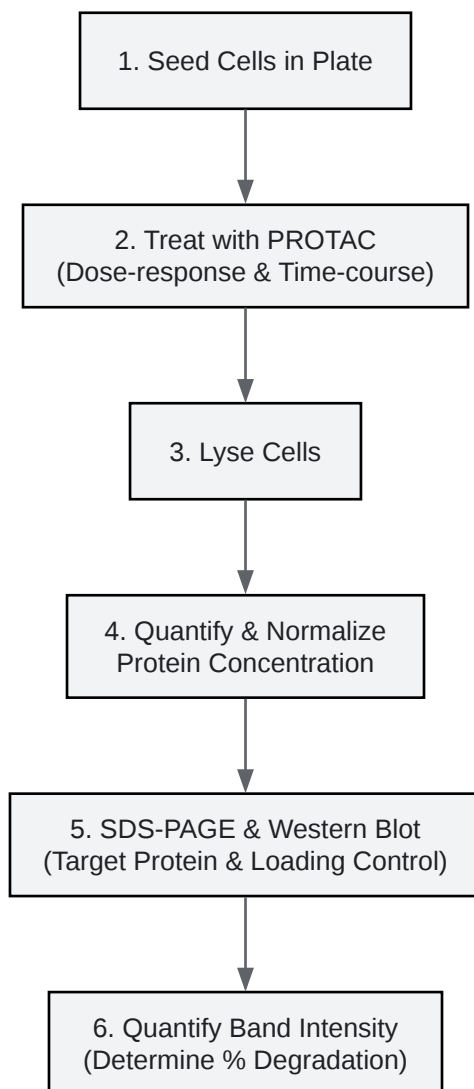 1. Seed Cells in Plate
2. Treat with PROTAC
(Dose-response & Time-course)
3. Lyse Cells
4. Quantify & Normalize
Protein Concentration
5. SDS-PAGE & Western Blot
(Target Protein & Loading Control)
6. Quantify Band Intensity
(Determine % Degradation)